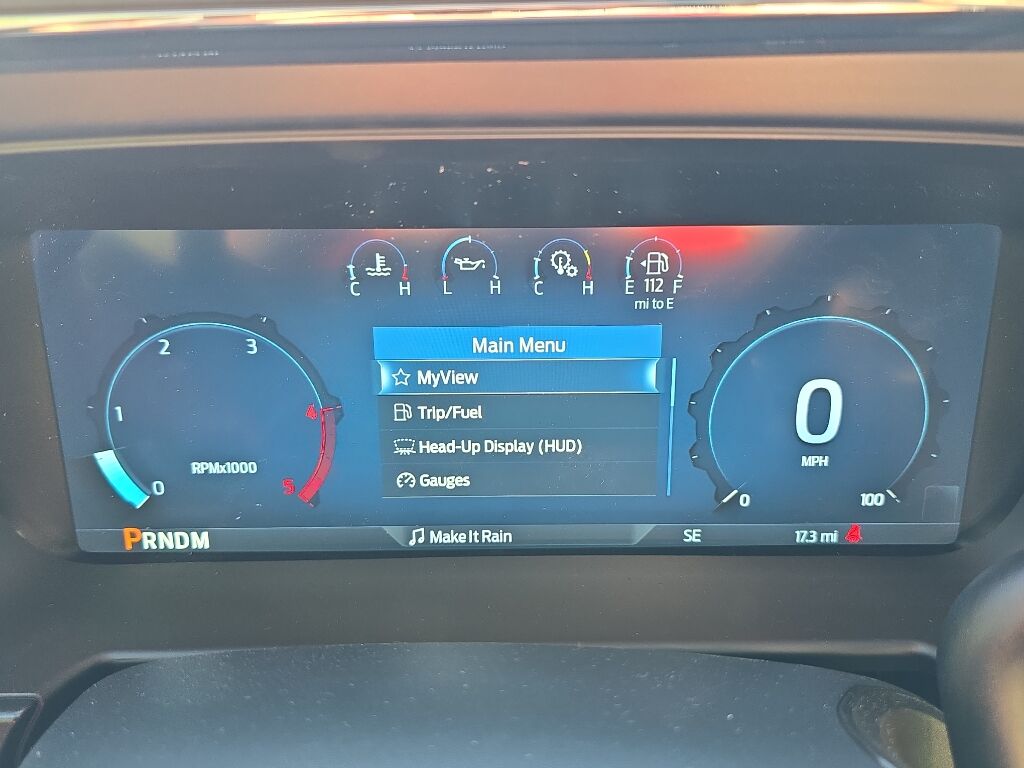 C H L H C H E 112 F
mi to E
Main Menu
MyView
Trip/Fuel
Head-Up Display (HUD)
Gauges
0 1 2 3 4 5
RPMx1000
0
MPH
0 100
PRNDM
Make It Rain
SE
17.3 mi